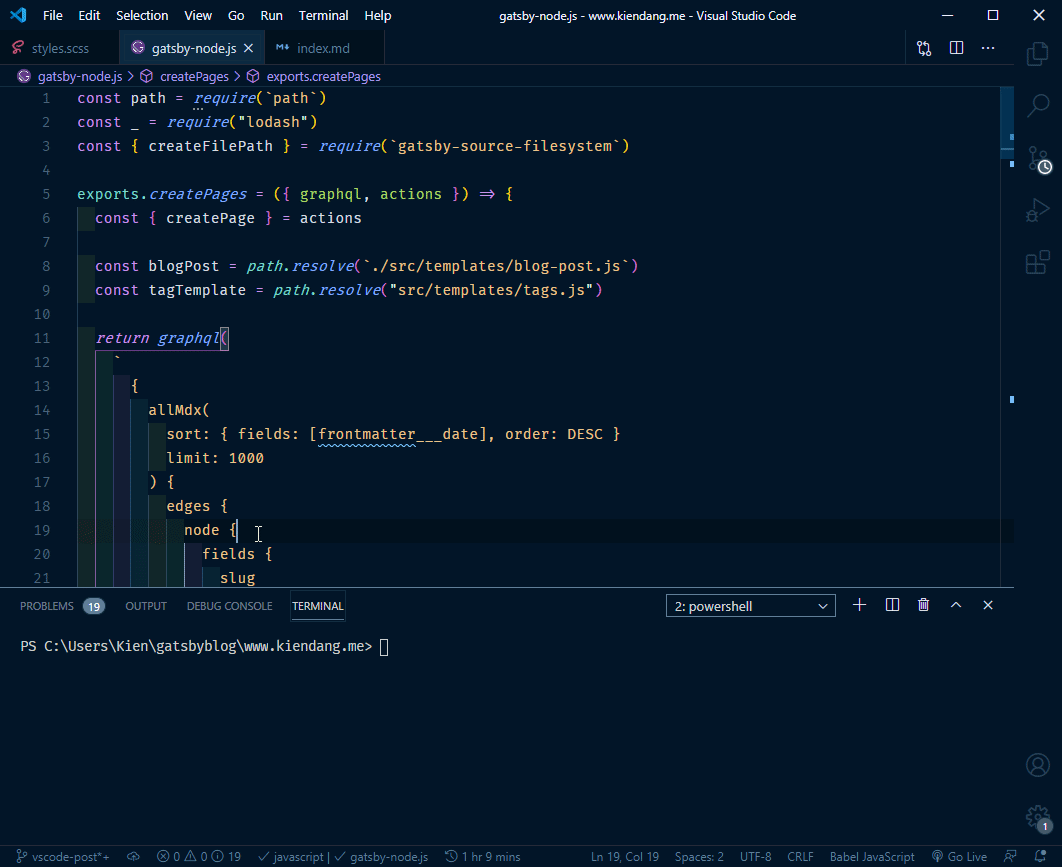 File Edit Selection View Go Run Terminal Help gatsby-node.js - www.kiendang.me - Visual Studio Code
styles.scss gatsby-node.js index.md
gatsby-node.js > createPages > exports.createPages
1 const path = require(`path`)
2 const _ = require("lodash")
3 const { createFilePath } = require(`gatsby-source-filesystem`)
4
5 exports.createPages = ({ graphql, actions }) => {
6 const { createPage } = actions
7
8 const blogPost = path.resolve(`./src/templates/blog-post.js`)
9 const tagTemplate = path.resolve("src/templates/tags.js")
10
11 return graphql(
12 `
13 {
14 allMdx(
15 sort: { fields: [frontmatter___date], order: DESC }
16 limit: 1000
17 ) {
18 edges {
19 node {
20 fields {
21 slug
PROBLEMS 19 OUTPUT DEBUG CONSOLE TERMINAL 2: powershell
PS C:\Users\Kien\gatsbyblog\www.kiendang.me>
1
vscode-post*+ 0 0 19 javascript | gatsby-node.js 1 hr 9 mins Ln 19, Col 19 Spaces: 2 UTF-8 CRLF Babel JavaScript Go Live